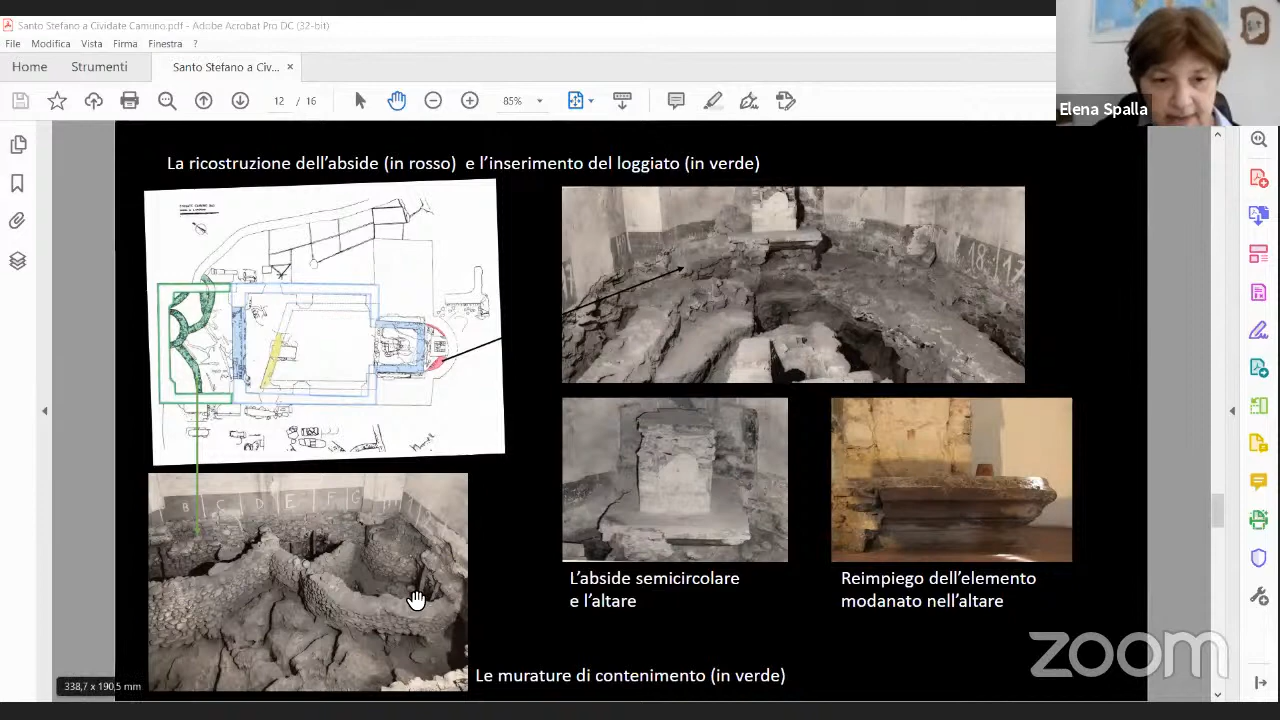 Santo Stefano a Cividate Camuno.pdf - Adobe Acrobat Pro DC (32-bit)
File Modifica Vista Firma Finestra ?
Home Strumenti Santo Stefano a Civ... ×
12 / 16 85%
Elena Spalla
La ricostruzione dell'abside (in rosso) e l'inserimento del loggiato (in verde)
1817
B C D E F G
L'abside semicircolare
e l'altare
Reimpiego dell'elemento
modanato nell'altare
Le murature di contenimento (in verde)
338,7 x 190,5 mm
zoom